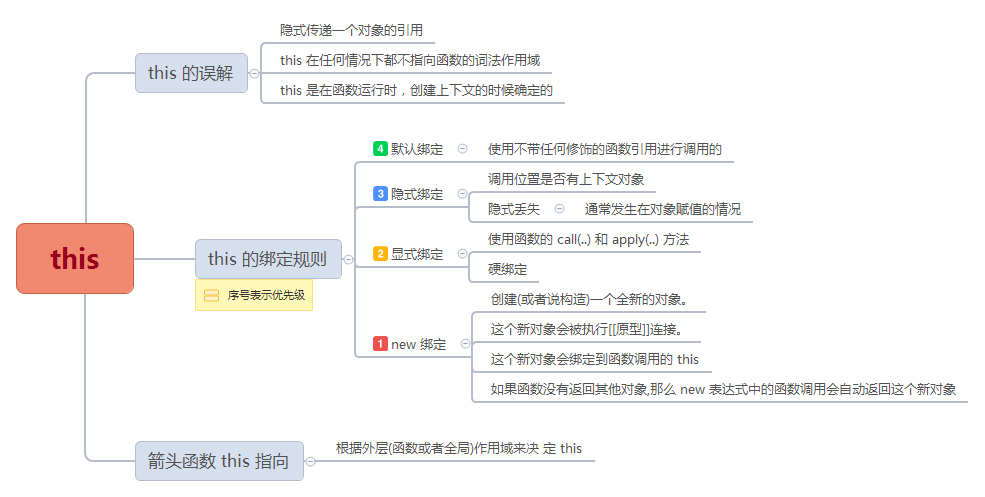 this
this 的误解
隐式传递一个对象的引用
this 在任何情况下都不指向函数的词法作用域
this 是在函数运行时，创建上下文的时候确定的
this 的绑定规则
序号表示优先级
4 默认绑定
使用不带任何修饰的函数引用进行调用的
3 隐式绑定
调用位置是否有上下文对象
隐式丢失
通常发生在对象赋值的情况
2 显式绑定
使用函数的 call(..) 和 apply(..) 方法
硬绑定
1 new 绑定
创建(或者说构造)一个全新的对象。
这个新对象会被执行[[原型]]连接。
这个新对象会绑定到函数调用的 this
如果函数没有返回其他对象,那么 new 表达式中的函数调用会自动返回这个新对象
箭头函数 this 指向
根据外层(函数或者全局)作用域来决 定 this